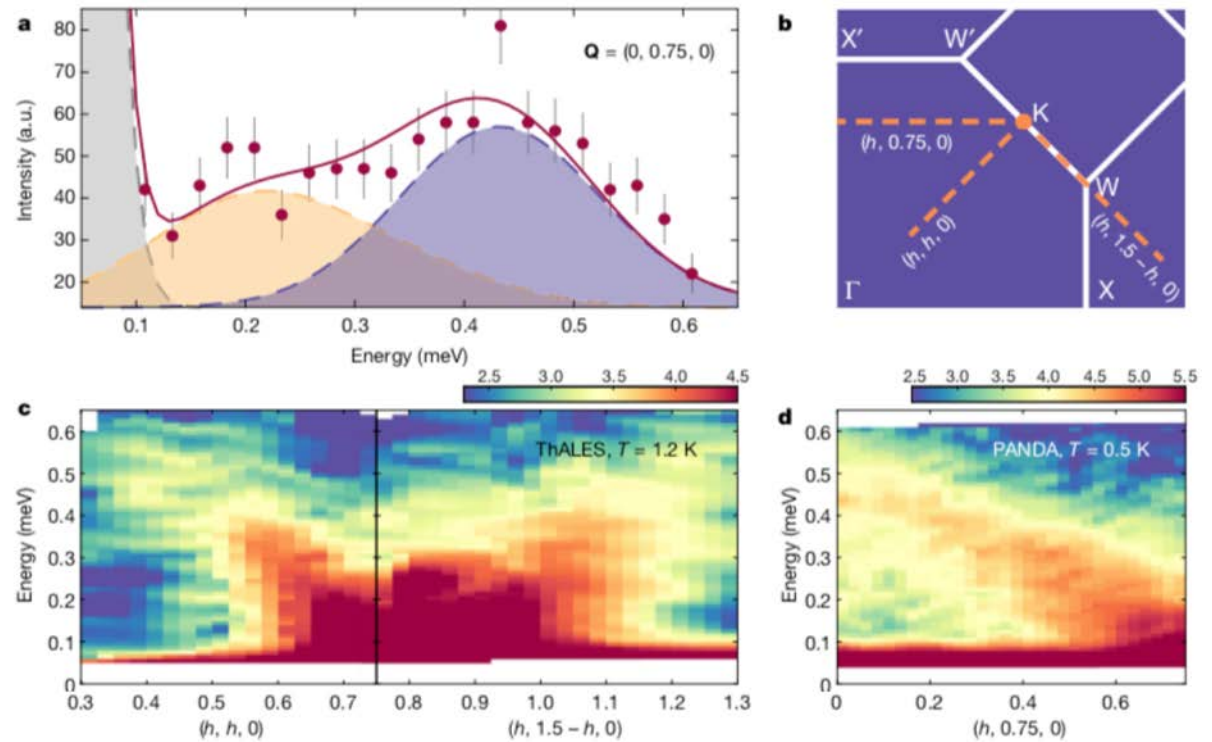 a
Q = (0, 0.75, 0)
80
70
60
50
40
30
20
Intensity (a.u.)
0.1 0.2 0.3 0.4 0.5 0.6
Energy (meV)
b
X′ W′
K
(h, 0.75, 0)
W
(h, h, 0)
(h, 1.5 – h, 0)
Γ X
c
2.5 3.0 3.5 4.0 4.5
ThALES, T = 1.2 K
0.6
0.5
0.4
0.3
0.2
0.1
0
Energy (meV)
0.3 0.4 0.5 0.6 0.7 0.8 0.9 1.0 1.1 1.2 1.3
(h, h, 0) (h, 1.5 – h, 0)
d
2.5 3.0 3.5 4.0 4.5 5.0 5.5
PANDA, T = 0.5 K
0.6
0.5
0.4
0.3
0.2
0.1
0
Energy (meV)
0 0.2 0.4 0.6
(h, 0.75, 0)